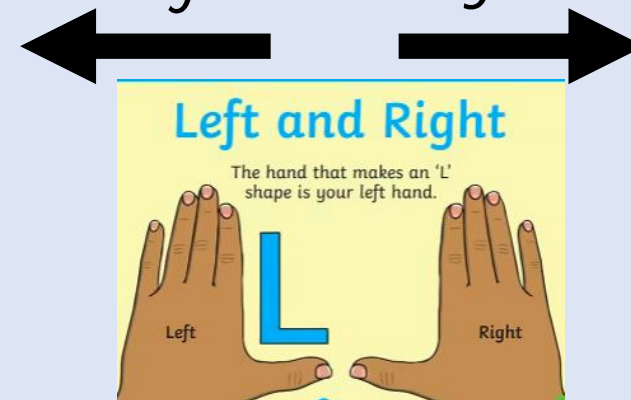 Left and Right
The hand that makes an ‘L’
shape is your left hand.
L
Left
Right